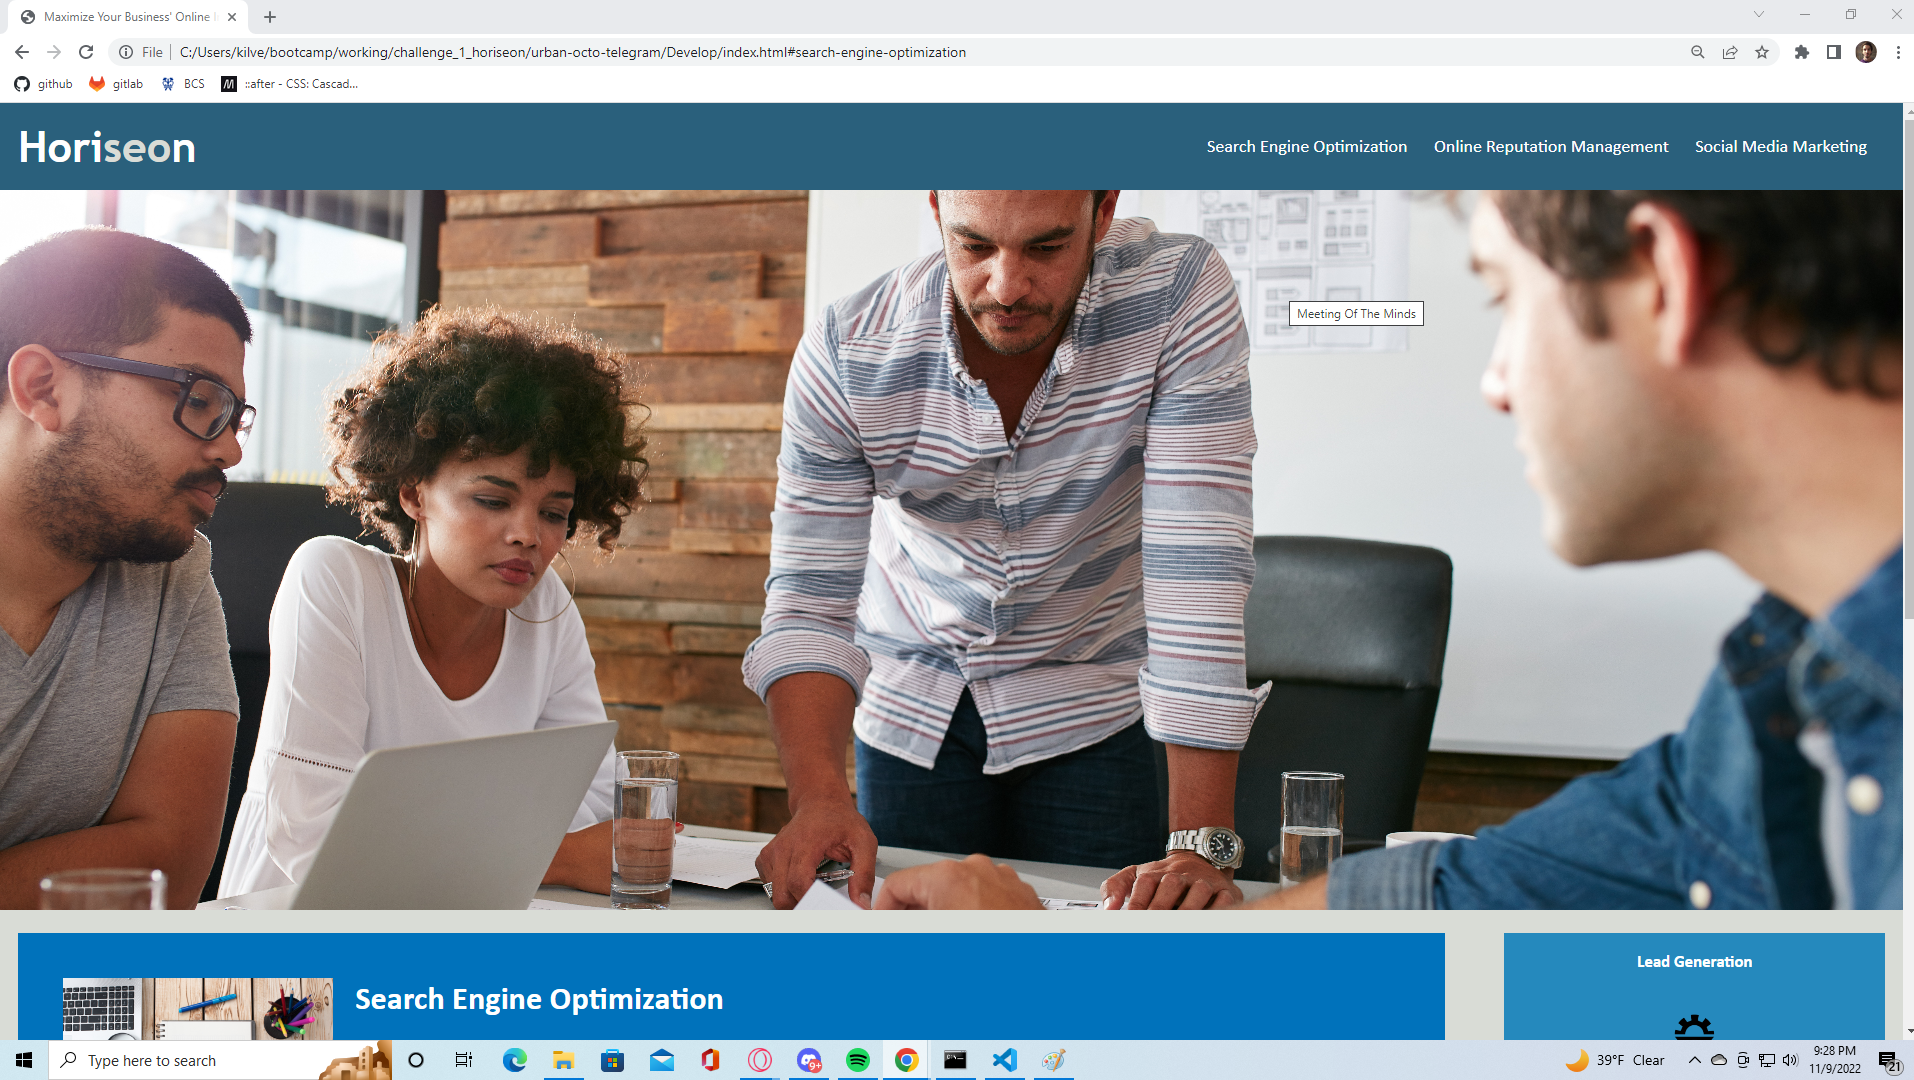 Maximize Your Business' Online
File
C:/Users/kilve/bootcamp/working/challenge_1_horiseon/urban-octo-telegram/Develop/index.html#search-engine-optimization
github
gitlab
BCS
M
::after - CSS: Cascad...
Horiseon
Search Engine Optimization
Online Reputation Management
Social Media Marketing
Meeting Of The Minds
Search Engine Optimization
Lead Generation
Type here to search
9+
39°F Clear
9:28 PM
11/9/2022
21